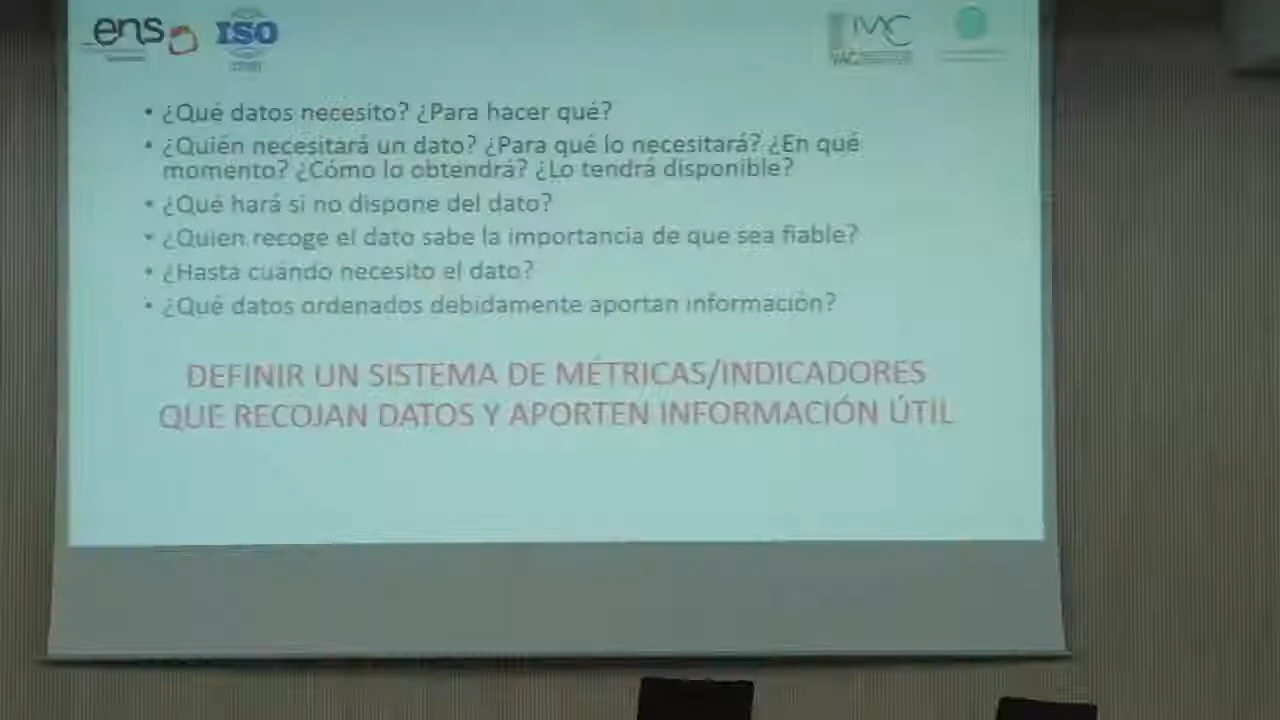 ens
ISO
IVAC
• ¿Qué datos necesito? ¿Para hacer qué?
• ¿Quién necesitará un dato? ¿Para qué lo necesitará? ¿En qué
momento? ¿Cómo lo obtendrá? ¿Lo tendrá disponible?
• ¿Qué hará si no dispone del dato?
• ¿Quien recoge el dato sabe la importancia de que sea fiable?
• ¿Hasta cuándo necesito el dato?
• ¿Qué datos ordenados debidamente aportan información?
DEFINIR UN SISTEMA DE MÉTRICAS/INDICADORES
QUE RECOJAN DATOS Y APORTEN INFORMACIÓN ÚTIL